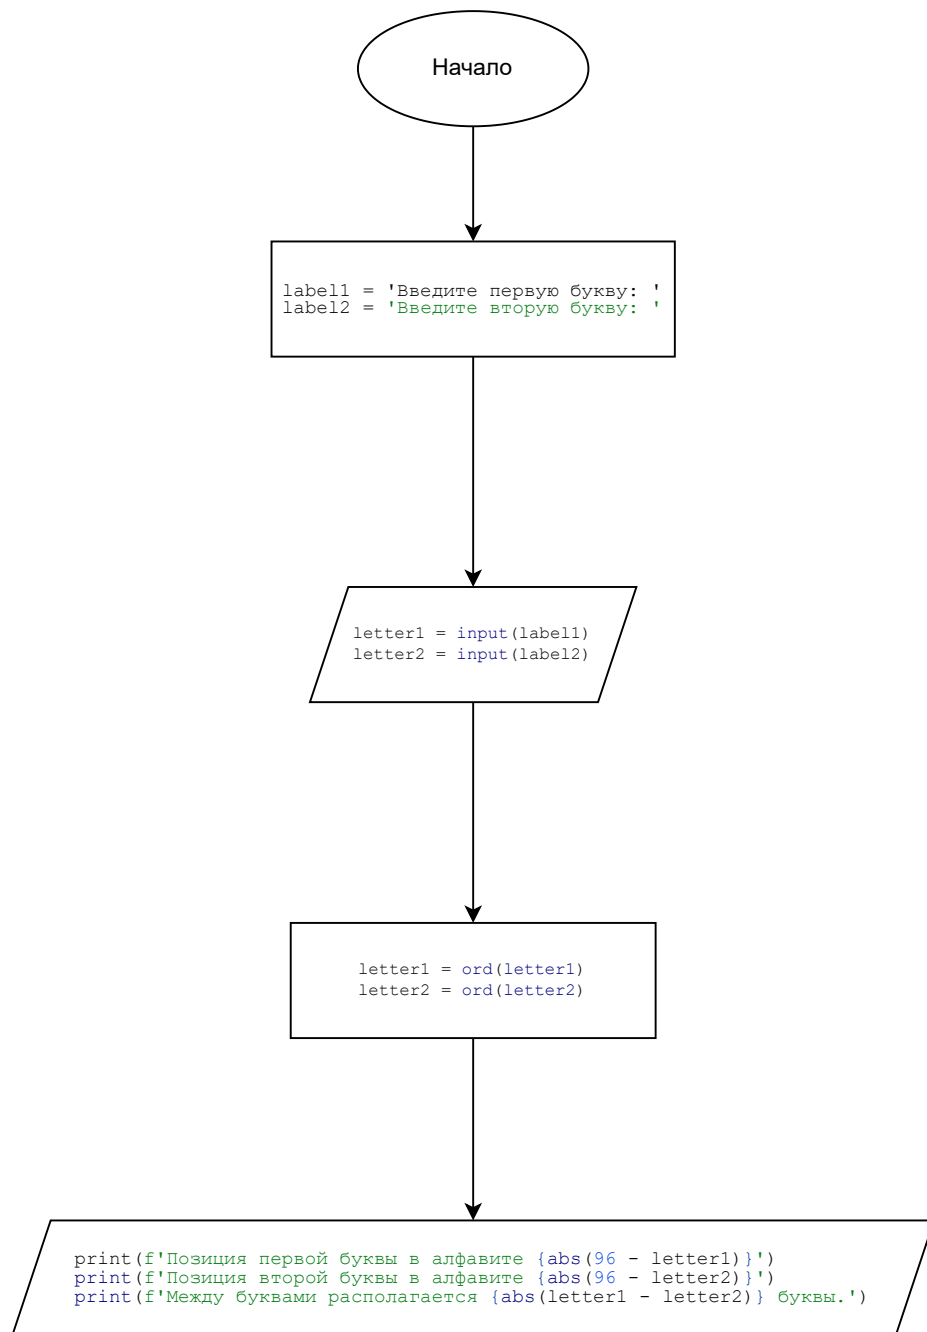 Начало
label1 = 'Введите первую букву: '
label2 = 'Введите вторую букву: '
letter1 = input(label1)
letter2 = input(label2)
letter1 = ord(letter1)
letter2 = ord(letter2)
print(f'Позиция первой буквы в алфавите {abs(96 - letter1)}')
print(f'Позиция второй буквы в алфавите {abs(96 - letter2)}')
print(f'Между буквами располагается {abs(letter1 - letter2)} буквы.')